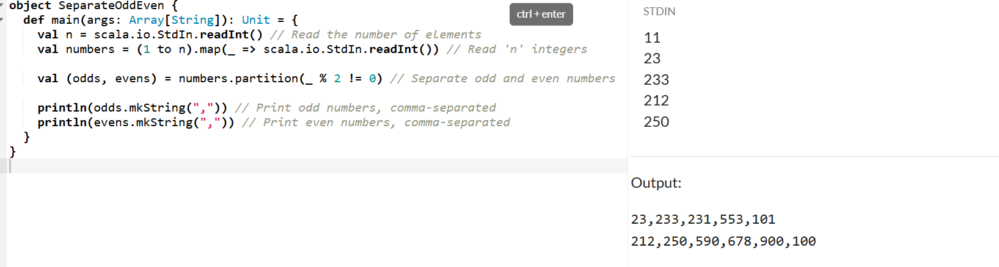 object SeparateOddEven {
def main(args: Array[String]): Unit = {
val n = scala.io.StdIn.readInt() // Read the number of elements
val numbers = (1 to n).map(_ => scala.io.StdIn.readInt()) // Read 'n' integers
val (odds, evens) = numbers.partition(_ % 2 != 0) // Separate odd and even numbers
println(odds.mkString(",")) // Print odd numbers, comma-separated
println(evens.mkString(",")) // Print even numbers, comma-separated
}
}
ctrl + enter
STDIN
11
23
233
212
250
Output:
23,233,231,553,101
212,250,590,678,900,100